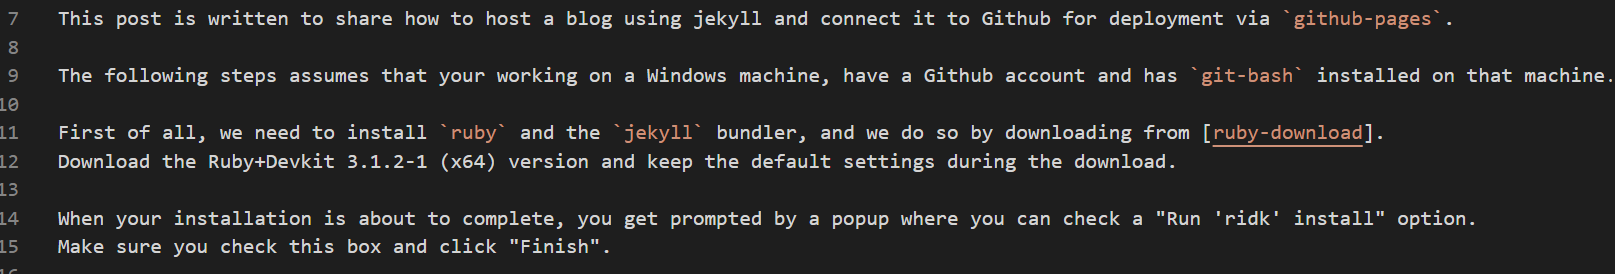 7 This post is written to share how to host a blog using jekyll and connect it to Github for deployment via `github-pages`.
8
9 The following steps assumes that your working on a Windows machine, have a Github account and has `git-bash` installed on that machine.
10
11 First of all, we need to install `ruby` and the `jekyll` bundler, and we do so by downloading from [ruby-download].
12 Download the Ruby+Devkit 3.1.2-1 (x64) version and keep the default settings during the download.
13
14 When your installation is about to complete, you get prompted by a popup where you can check a "Run 'ridk' install" option.
15 Make sure you check this box and click "Finish".